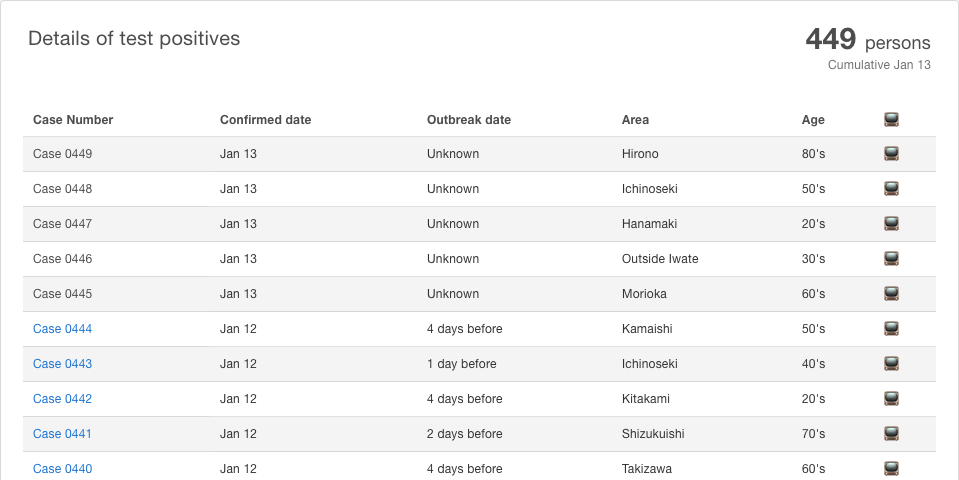 Details of test positives
449 persons
Cumulative Jan 13
Case Number Confirmed date Outbreak date Area Age
Case 0449 Jan 13 Unknown Hirono 80's
Case 0448 Jan 13 Unknown Ichinoseki 50's
Case 0447 Jan 13 Unknown Hanamaki 20's
Case 0446 Jan 13 Unknown Outside Iwate 30's
Case 0445 Jan 13 Unknown Morioka 60's
Case 0444 Jan 12 4 days before Kamaishi 50's
Case 0443 Jan 12 1 day before Ichinoseki 40's
Case 0442 Jan 12 4 days before Kitakami 20's
Case 0441 Jan 12 2 days before Shizukuishi 70's
Case 0440 Jan 12 4 days before Takizawa 60's